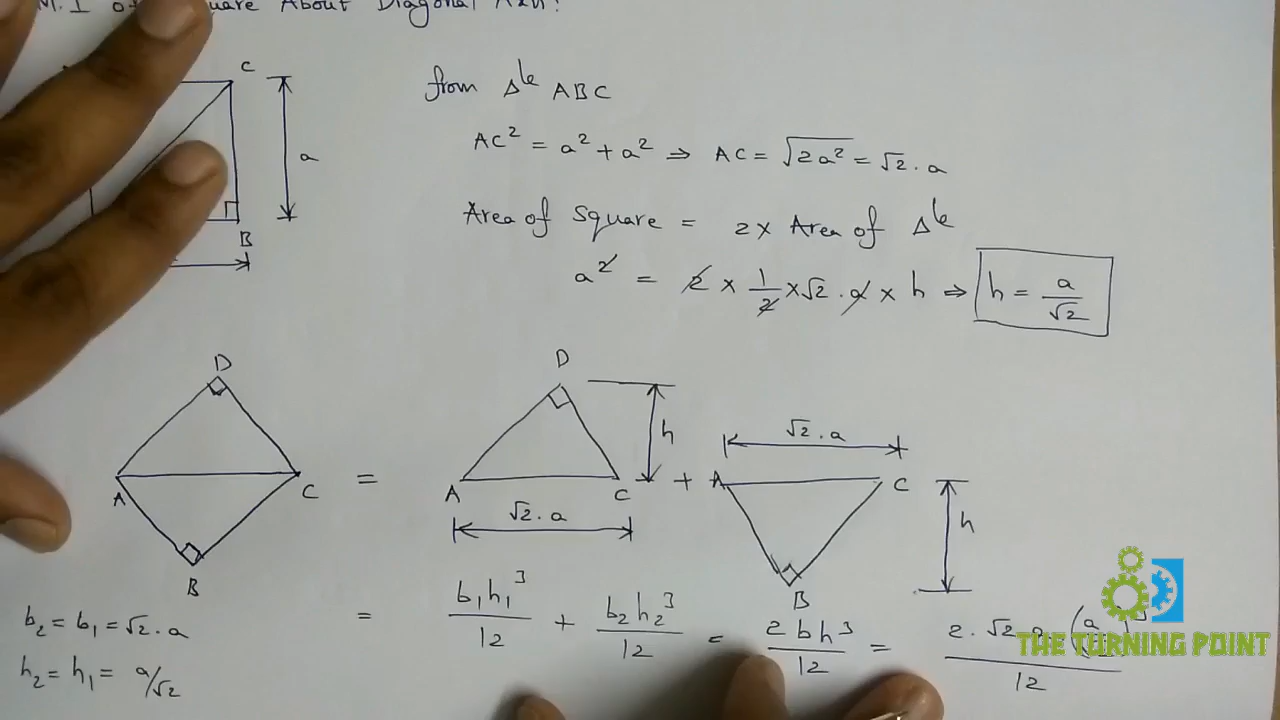 M.I of Square About Diagonal Axis:
C
a
B
from Δle ABC
AC² = a² + a² ⇒ AC = √2a² = √2 . a
Area of Square = 2 × Area of Δle
a² = 2 × 1/2 × √2 . a × h ⇒ h = a/√2
D
A
C
B
=
D
h
A
C
√2 . a
+
√2 . a
A
C
h
B
b₂ = b₁ = √2 . a
h₂ = h₁ = a/√2
= b₁h₁³/12 + b₂h₂³/12 = 2bh³/12 = 2 . √2
12
THE TURNING POINT